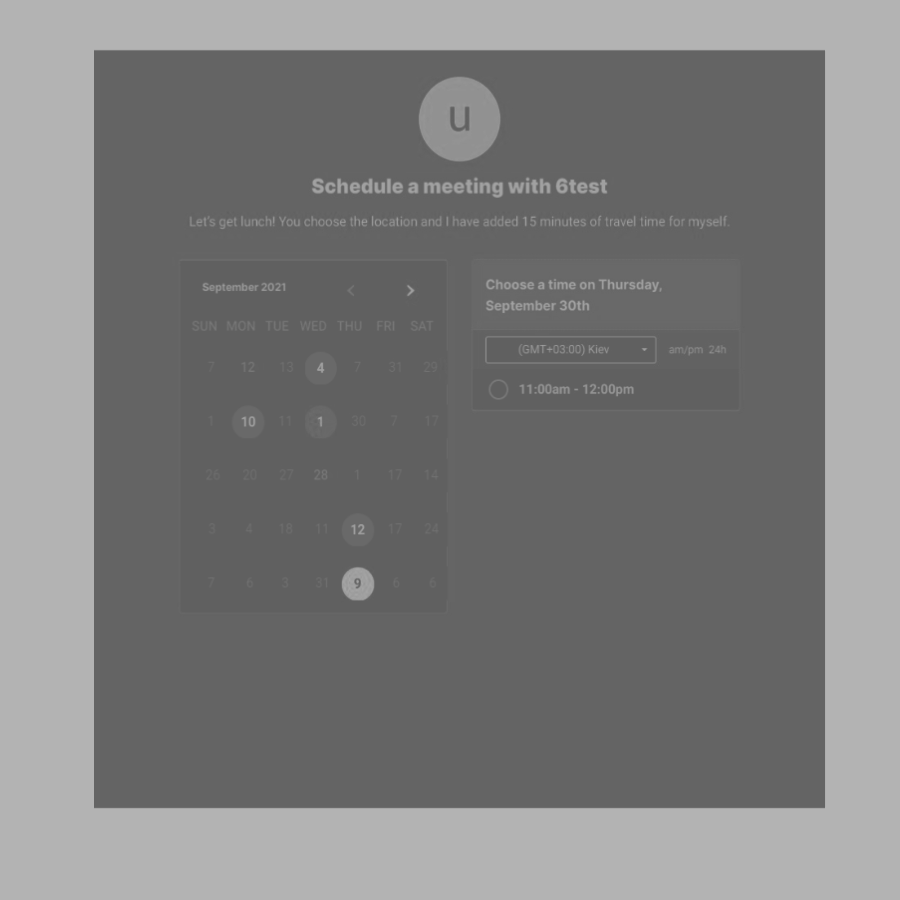 u
Schedule a meeting with 6test
Let's get lunch! You choose the location and I have added 15 minutes of travel time for myself.
September 2021
SUN MON TUE WED THU FRI SAT
7 12 13 4 7 31 29
1 10 11 1 30 7 17
26 20 27 28 1 17 14
3 4 18 11 12 17 24
7 6 3 31 9 6 6
Choose a time on Thursday,
September 30th
(GMT+03:00) Kiev am/pm 24h
11:00am - 12:00pm